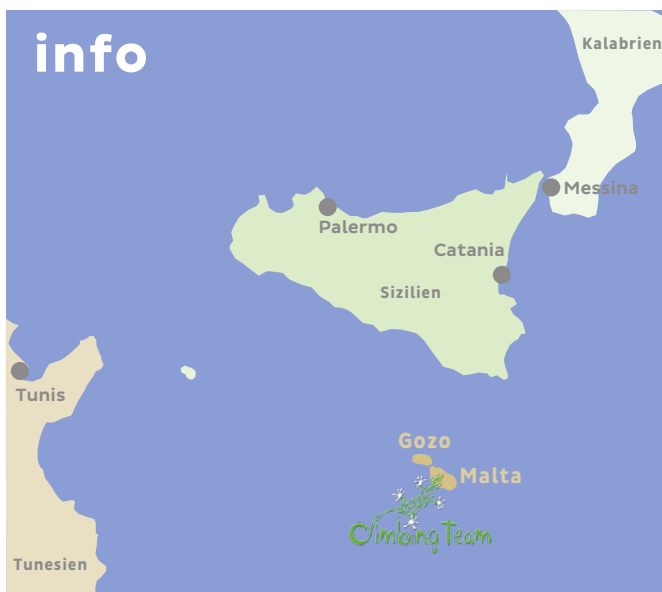 info
Kalabrien
Messina
Palermo
Catania
Sizilien
Tunis
Gozo
Malta
Climbing Team
Tunesien